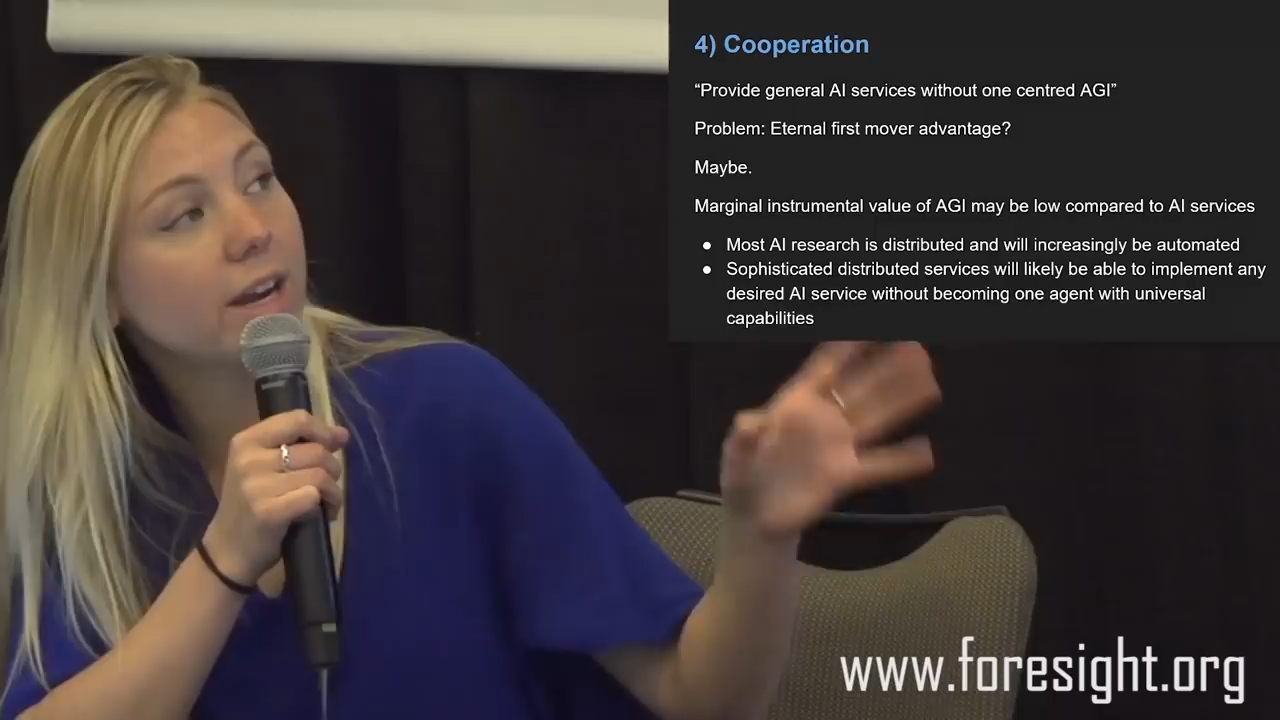 4) Cooperation
“Provide general AI services without one centred AGI”
Problem: Eternal first mover advantage?
Maybe.
Marginal instrumental value of AGI may be low compared to AI services
● Most AI research is distributed and will increasingly be automated
● Sophisticated distributed services will likely be able to implement any
desired AI service without becoming one agent with universal
capabilities
www.foresight.org